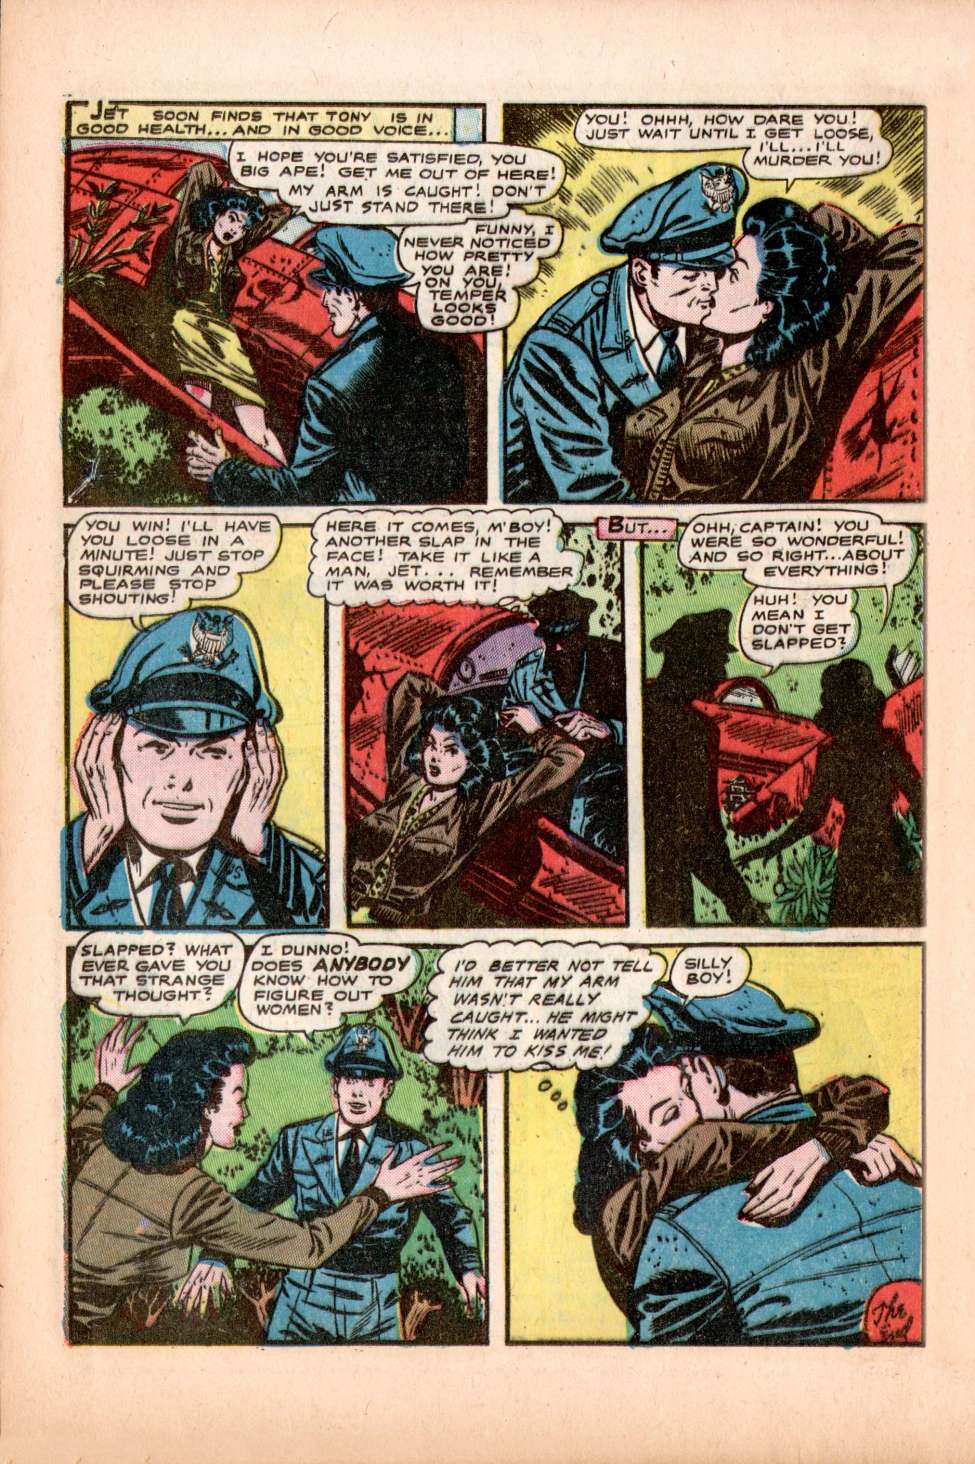 JET SOON FINDS THAT TONY IS IN
GOOD HEALTH... AND IN GOOD VOICE...
I HOPE YOU'RE SATISFIED, YOU
BIG APE! GET ME OUT OF HERE!
MY ARM IS CAUGHT! DON'T
JUST STAND THERE!
FUNNY, I
NEVER NOTICED
HOW PRETTY
YOU ARE!
ON YOU,
TEMPER
LOOKS
GOOD!
YOU! OHHH, HOW DARE YOU!
JUST WAIT UNTIL I GET LOOSE,
I'LL...I'LL
MURDER YOU!
YOU WIN! I'LL HAVE
YOU LOOSE IN A
MINUTE! JUST STOP
SQUIRMING AND
PLEASE STOP
SHOUTING!
HERE IT COMES, M'BOY!
ANOTHER SLAP IN THE
FACE! TAKE IT LIKE A
MAN, JET... REMEMBER
IT WAS WORTH IT!
BUT...
OHH, CAPTAIN! YOU
WERE SO WONDERFUL!
AND SO RIGHT...ABOUT
EVERYTHING!
HUH! YOU
MEAN I
DON'T GET
SLAPPED?
SLAPPED? WHAT
EVER GAVE YOU
THAT STRANGE
THOUGHT?
I DUNNO!
DOES ANYBODY
KNOW HOW TO
FIGURE OUT
WOMEN?
I'D BETTER NOT TELL
HIM THAT MY ARM
WASN'T REALLY
CAUGHT... HE MIGHT
THINK I WANTED
HIM TO KISS ME!
SILLY
BOY!
The
End